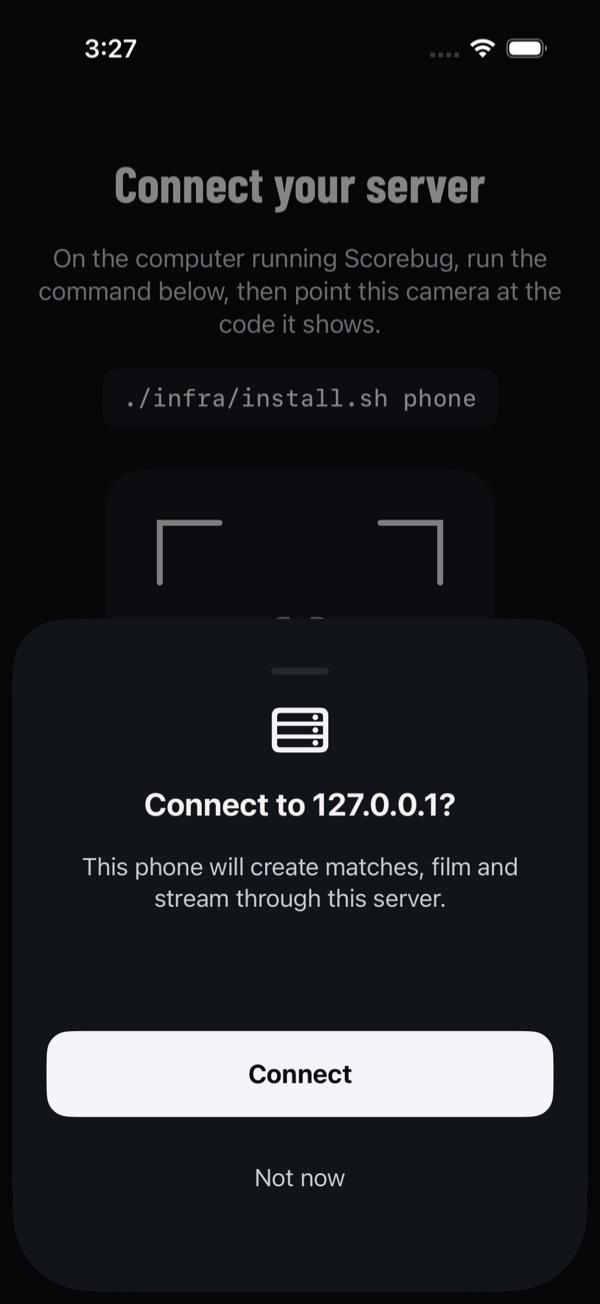 3:27
Connect your server
On the computer running Scorebug, run the
command below, then point this camera at the
code it shows.
./infra/install.sh phone
Connect to 127.0.0.1?
This phone will create matches, film and
stream through this server.
Connect
Not now